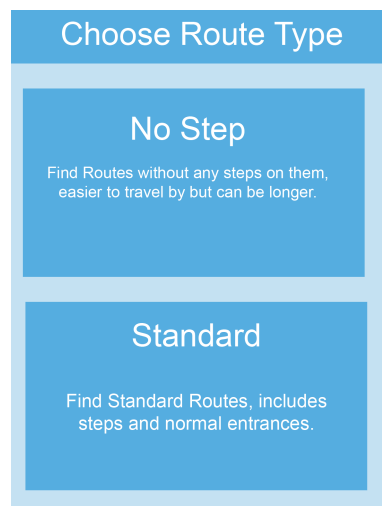 Choose Route Type
No Step
Find Routes without any steps on them,
easier to travel by but can be longer.
Standard
Find Standard Routes, includes
steps and normal entrances.